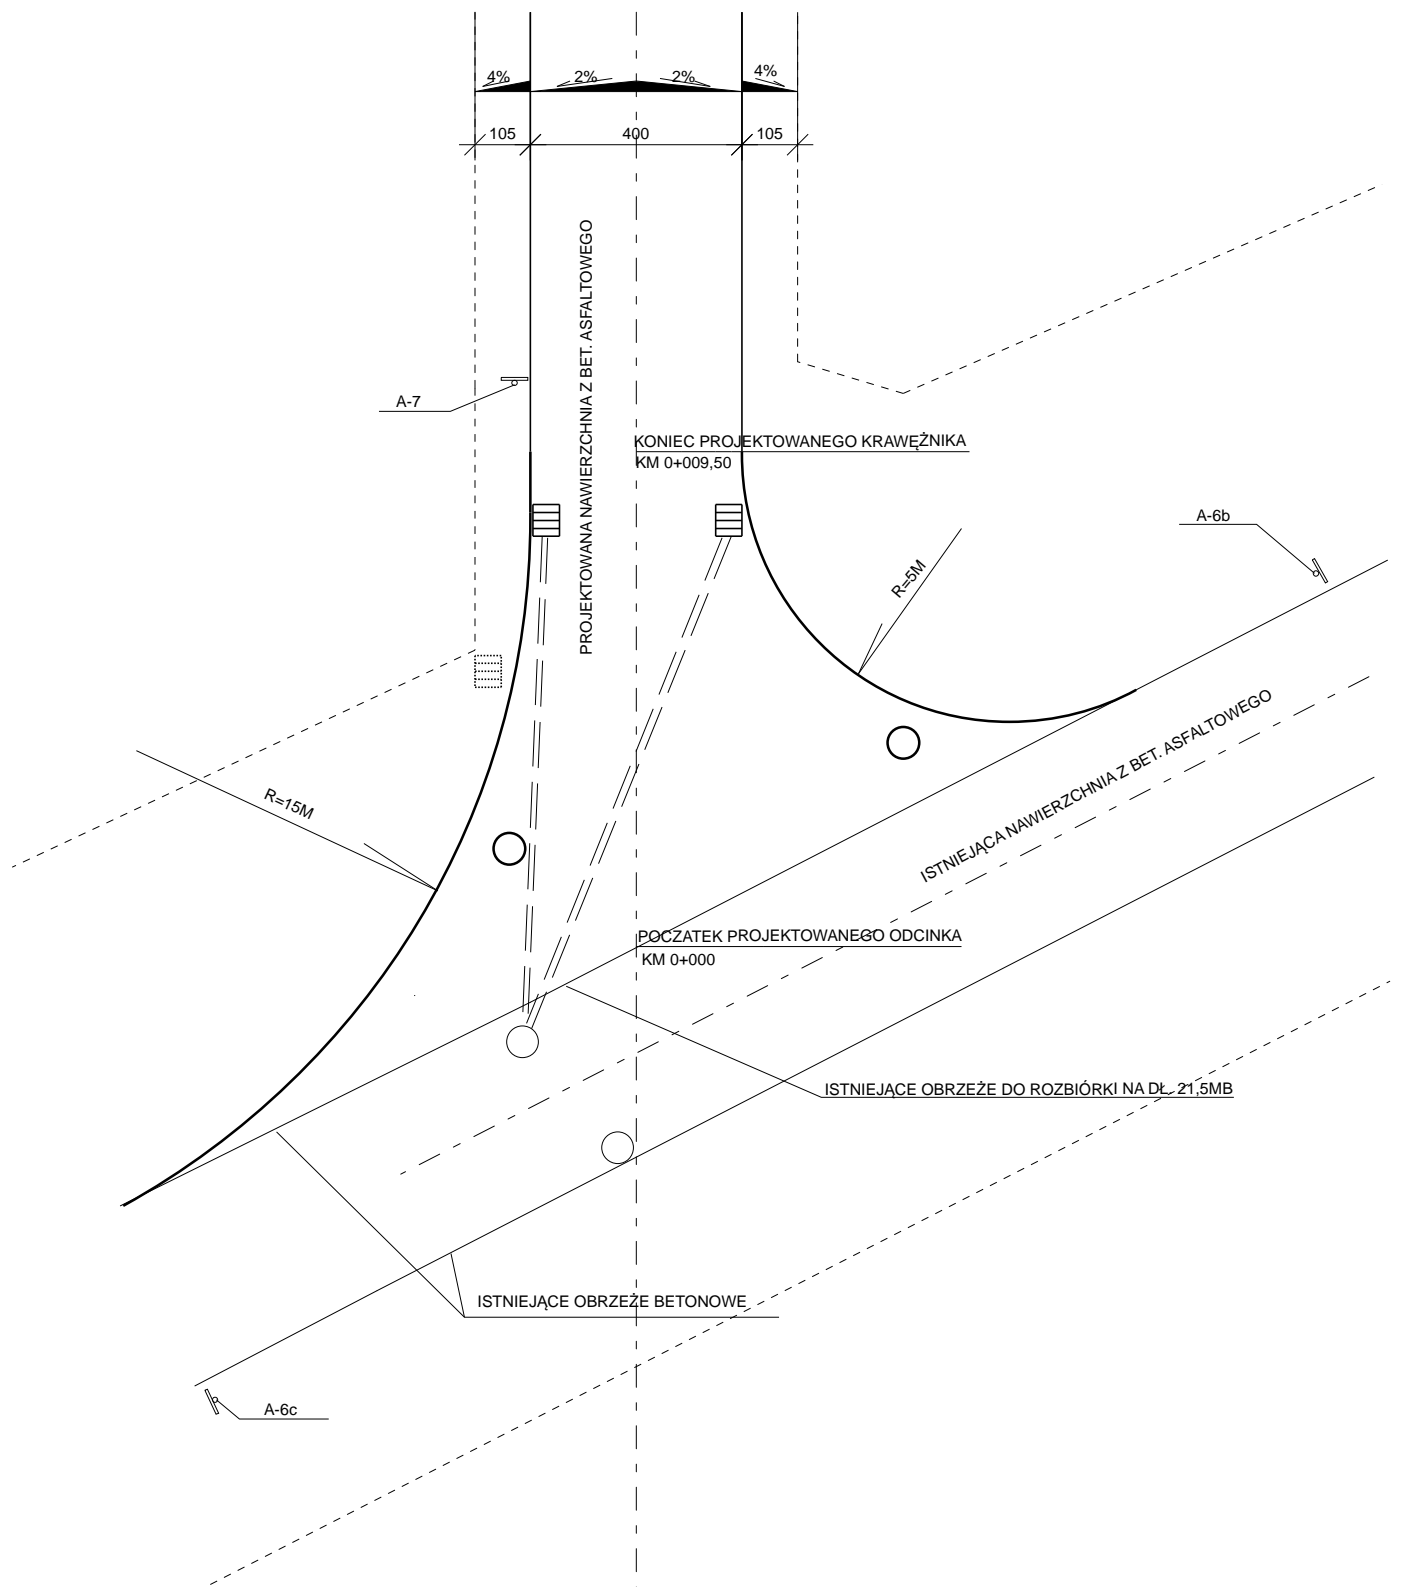 4%
2%
2%
4%
105
400
105
PROJEKTOWANA NAWIERZCHNIA Z BET. ASFALTOWEGO
A-7
KONIEC PROJEKTOWANEGO KRAWĘŻNIKA
KM 0+009,50
A-6b
R=5M
R=15M
ISTNIEJĄCA NAWIERZCHNIA Z BET. ASFALTOWEGO
POCZATEK PROJEKTOWANEGO ODCINKA
KM 0+000
ISTNIEJĄCE OBRZEŻE DO ROZBIÓRKI NA DŁ. 21,5MB
ISTNIEJĄCE OBRZEŻE BETONOWE
A-6c